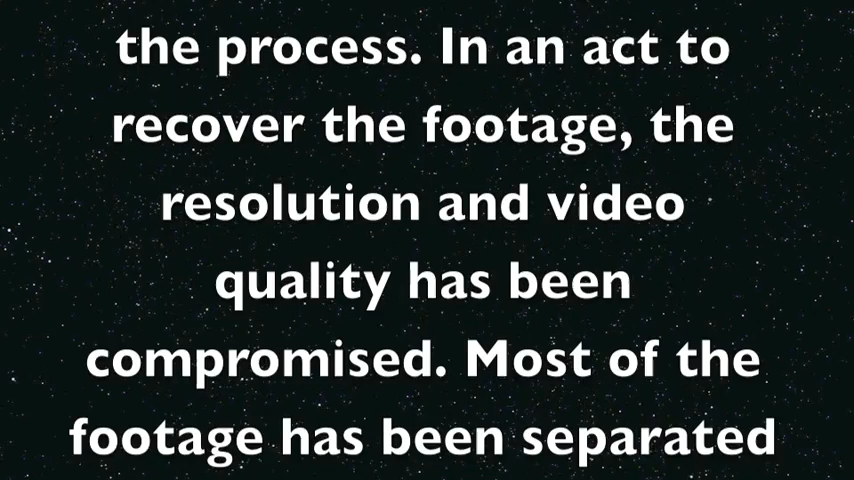 the process. In an act to
recover the footage, the
resolution and video
quality has been
compromised. Most of the
footage has been separated